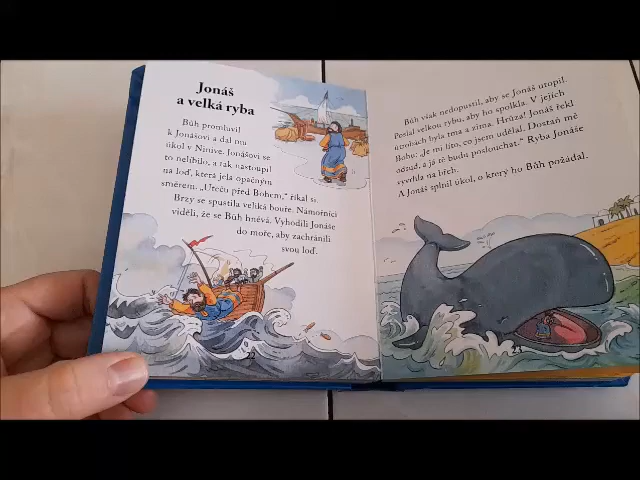 Jonáš
a velká ryba
Bůh promluvil
k Jonášovi a dal mu
úkol v Ninive. Jonášovi se
to nelíbilo, a tak nastoupil
na loď, která jela opačným
směrem. „Uteču před Bohem,“ říkal si.
Brzy se spustila veliká bouře. Námořníci
viděli, že se Bůh hněvá. Vyhodili Jonáše
do moře, aby zachránili
svou loď.
Bůh však nedopustil, aby se Jonáš utopil.
Poslal velkou rybu, aby ho spolkla. V jejích
útrobách byla tma a zima. Hrůza! Jonáš řekl
Bohu: „Je mi líto, co jsem udělal. Dostaň mě
odtud, a já tě budu poslouchat.“ Ryba Jonáše
vyvrhla na břeh.
A Jonáš splnil úkol, o který ho Bůh požádal.